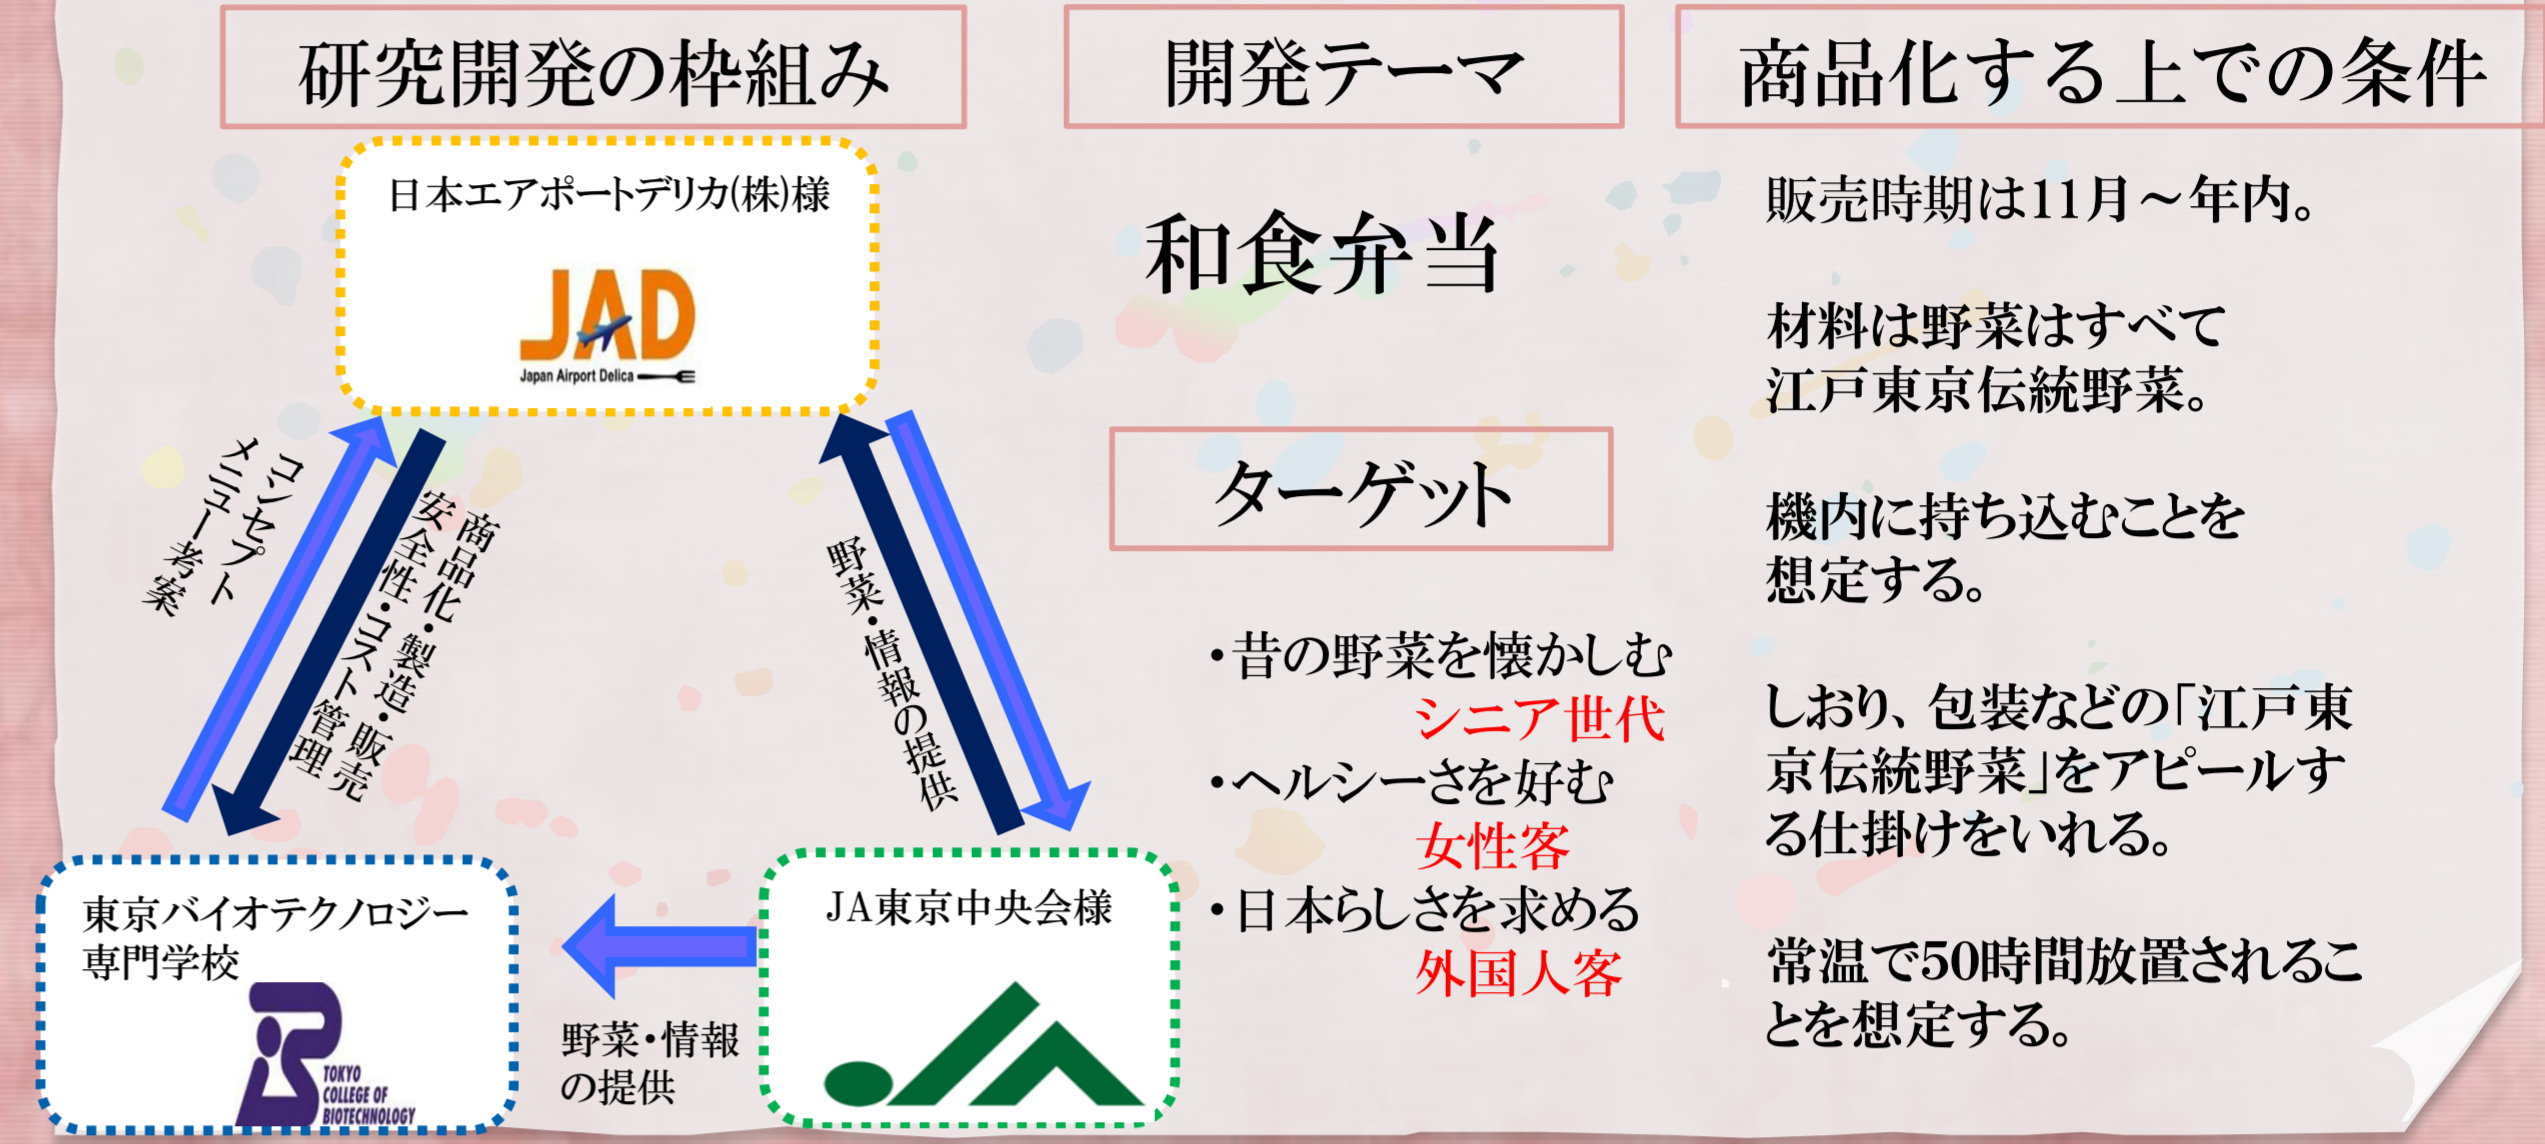 研究開発の枠組み
日本エアポートデリカ(株)様
JAD
Japan Airport Delica
コンセプト
メニュー考案
商品化・製造・販売
安全性・コスト管理
野菜・情報の提供
東京バイオテクノロジー
専門学校
TOKYO
COLLEGE OF
BIOTECHNOLOGY
野菜・情報
の提供
JA東京中央会様
開発テーマ
和食弁当
ターゲット
・昔の野菜を懐かしむ
シニア世代
・ヘルシーさを好む
女性客
・日本らしさを求める
外国人客
商品化する上での条件
販売時期は11月～年内。
材料は野菜はすべて
江戸東京伝統野菜。
機内に持ち込むことを
想定する。
しおり、包装などの「江戸東
京伝統野菜」をアピールす
る仕掛けをいれる。
常温で50時間放置されるこ
とを想定する。